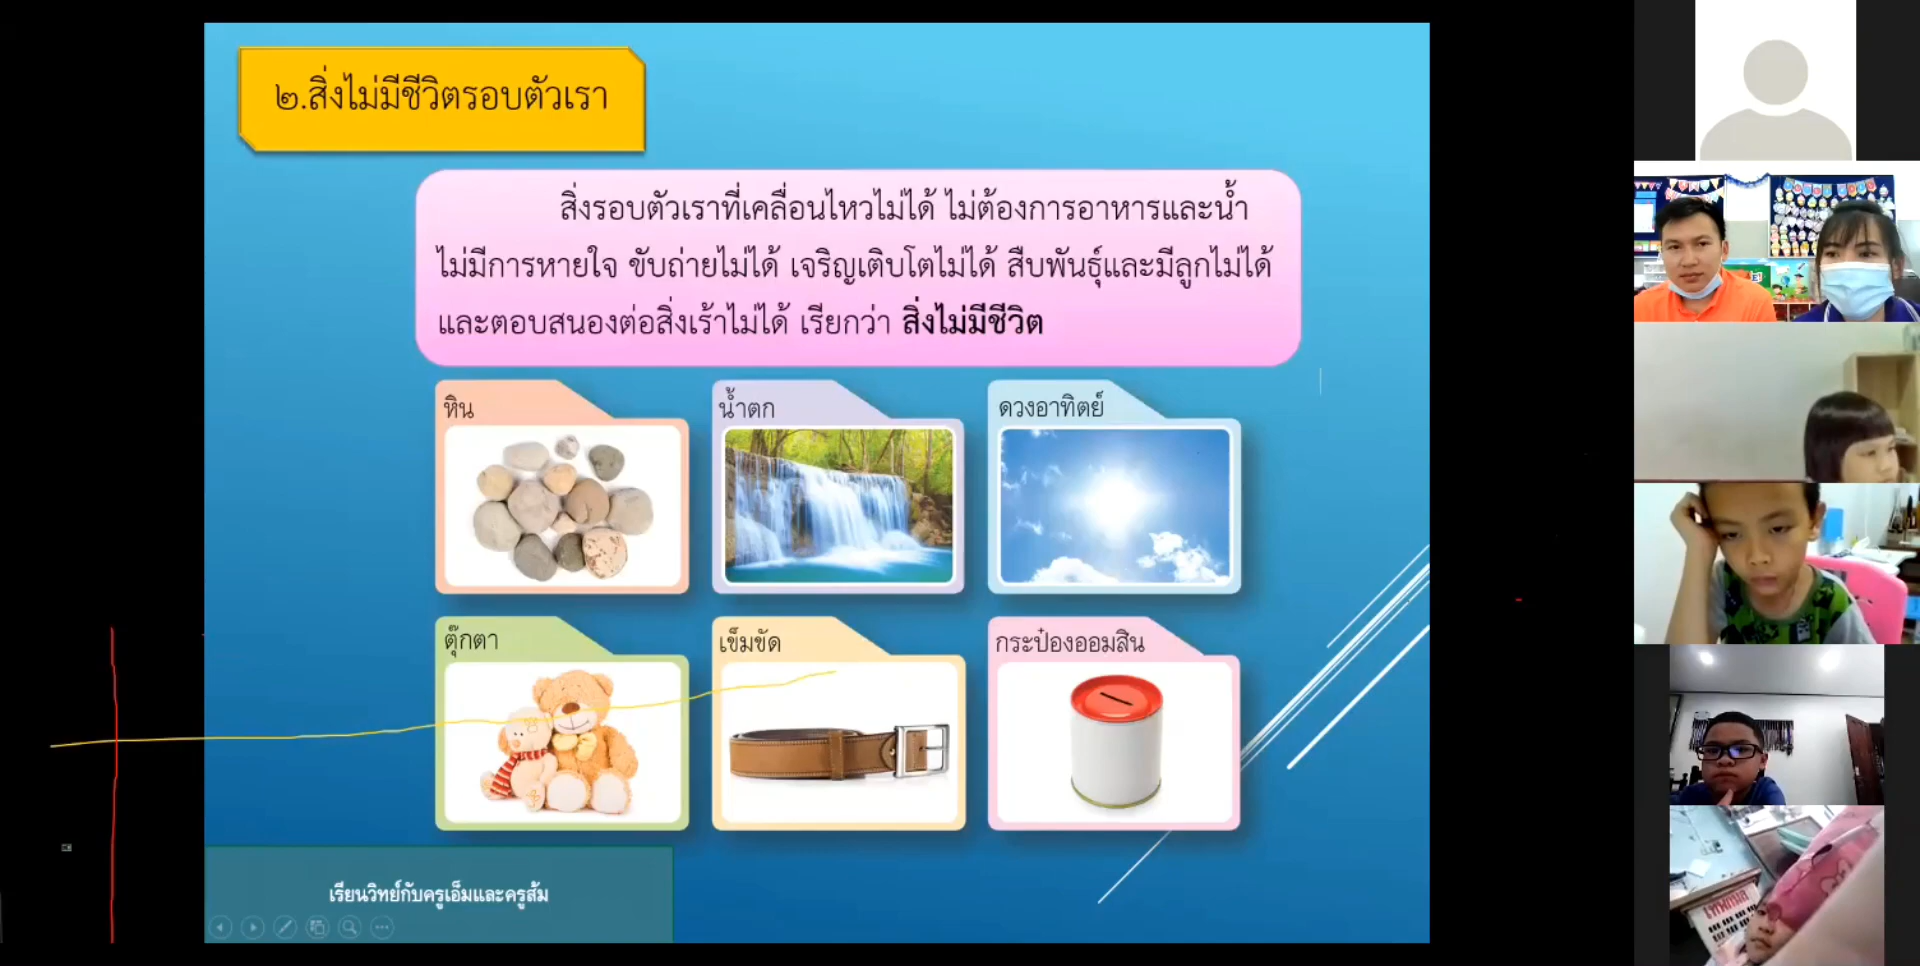 ๒.สิ่งไม่มีชีวิตรอบตัวเรา
สิ่งรอบตัวเราที่เคลื่อนไหวไม่ได้ ไม่ต้องการอาหารและน้ำ
ไม่มีการหายใจ ขับถ่ายไม่ได้ เจริญเติบโตไม่ได้ สืบพันธุ์และมีลูกไม่ได้
และตอบสนองต่อสิ่งเร้าไม่ได้ เรียกว่า สิ่งไม่มีชีวิต
หิน
น้ำตก
ดวงอาทิตย์
ตุ๊กตา
เข็มขัด
กระป๋องออมสิน
เรียนวิทย์กับครูเอ็มและครูส้ม